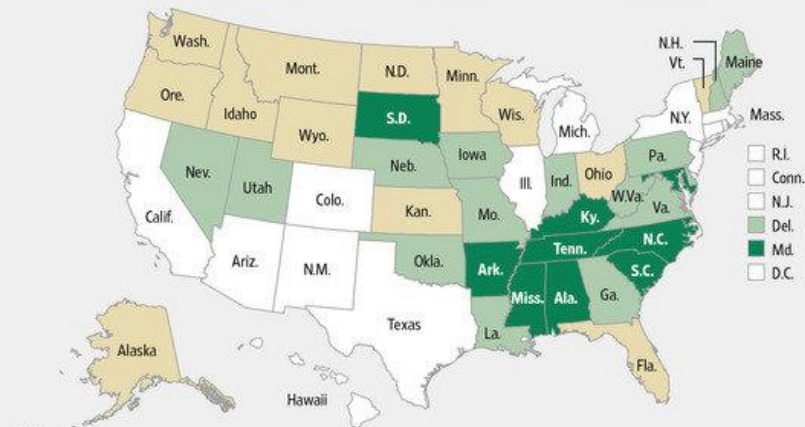 Wash.
Mont.
N.D.
Minn.
Ore.
Idaho
Wyo.
S.D.
Wis.
Mich.
N.H.
Vt.
Maine
N.Y.
Mass.
R.I.
Conn.
N.J.
Del.
Md.
D.C.
Nev.
Utah
Colo.
Neb.
Iowa
Ill.
Ind.
Ohio
Pa.
W.Va.
Va.
Calif.
Kan.
Mo.
Ky.
Ariz.
N.M.
Okla.
Ark.
Tenn.
N.C.
S.C.
Texas
La.
Miss.
Ala.
Ga.
Fla.
Alaska
Hawaii